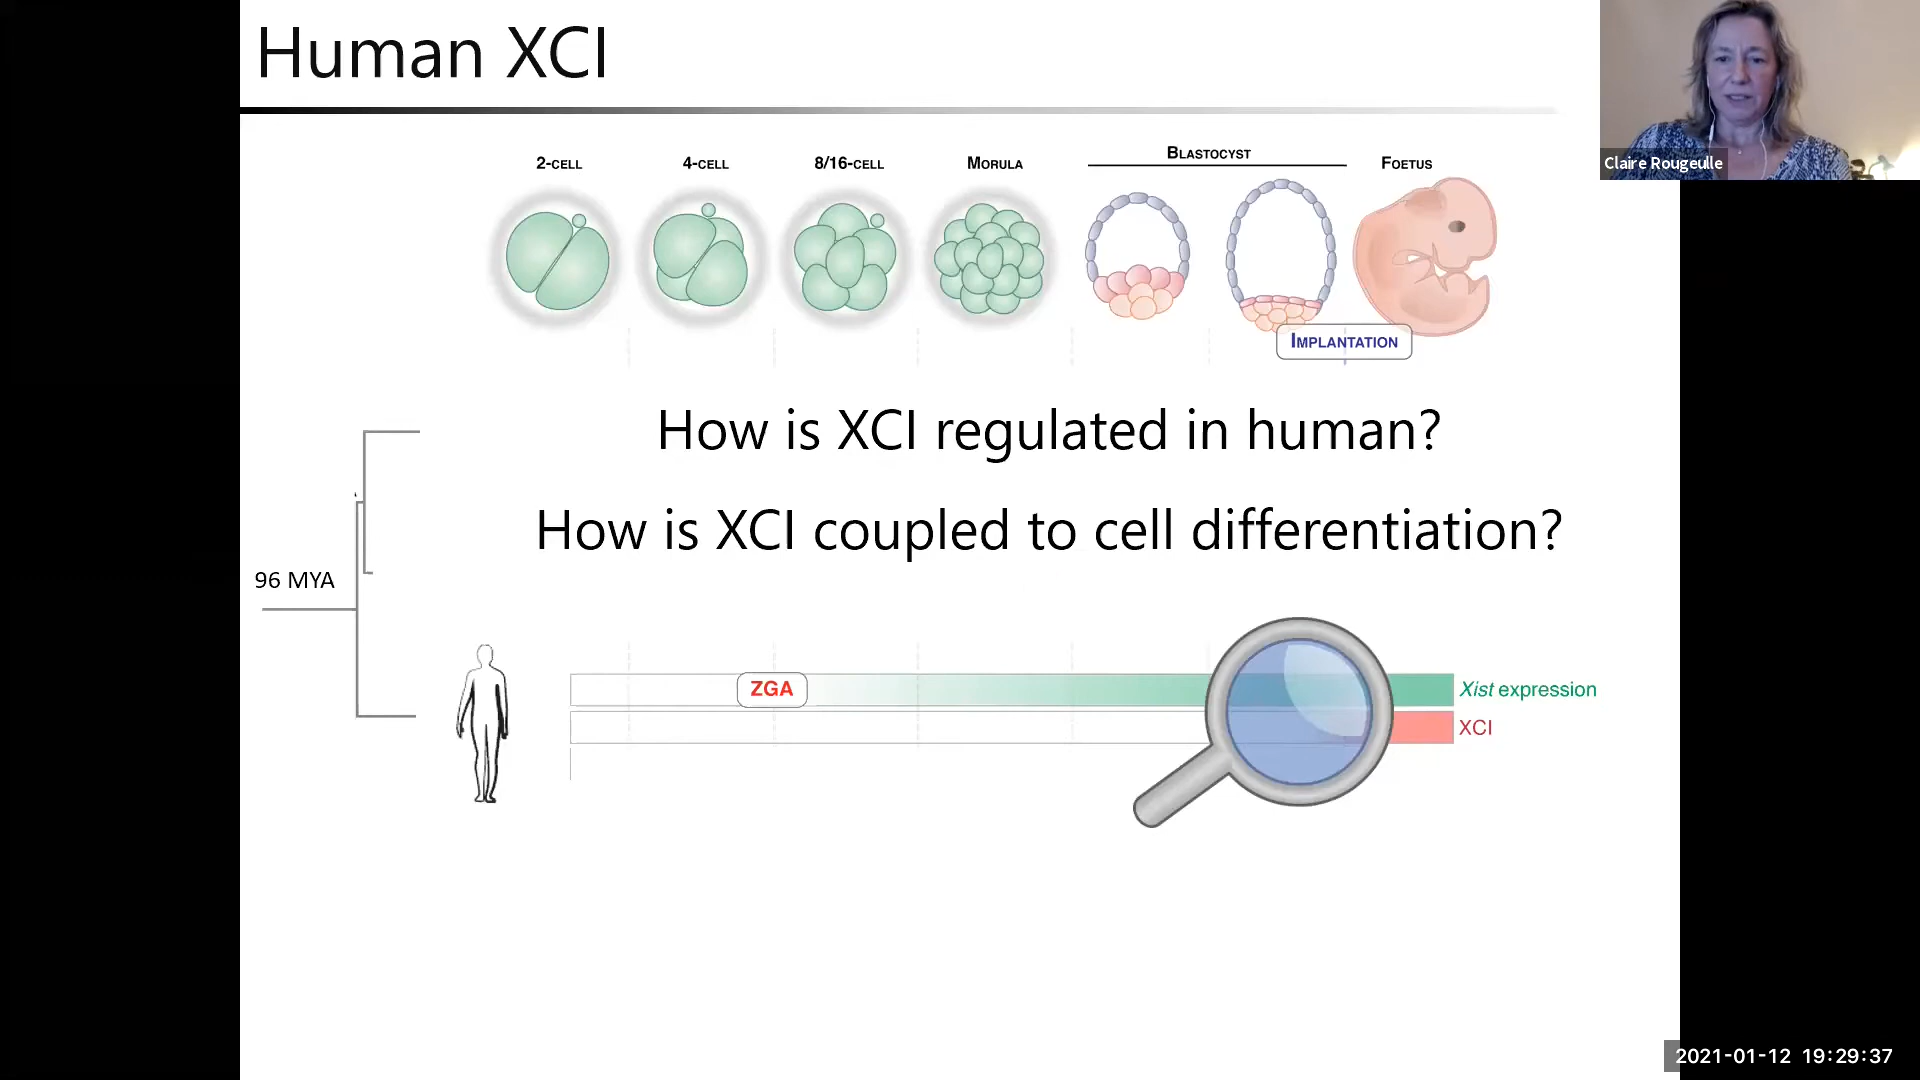 Human XCI
Claire Rougeulle
2-CELL
4-CELL
8/16-CELL
MORULA
BLASTOCYST
FOETUS
IMPLANTATION
How is XCI regulated in human?
How is XCI coupled to cell differentiation?
96 MYA
ZGA
Xist expression
XCI
2021-01-12 19:29:37